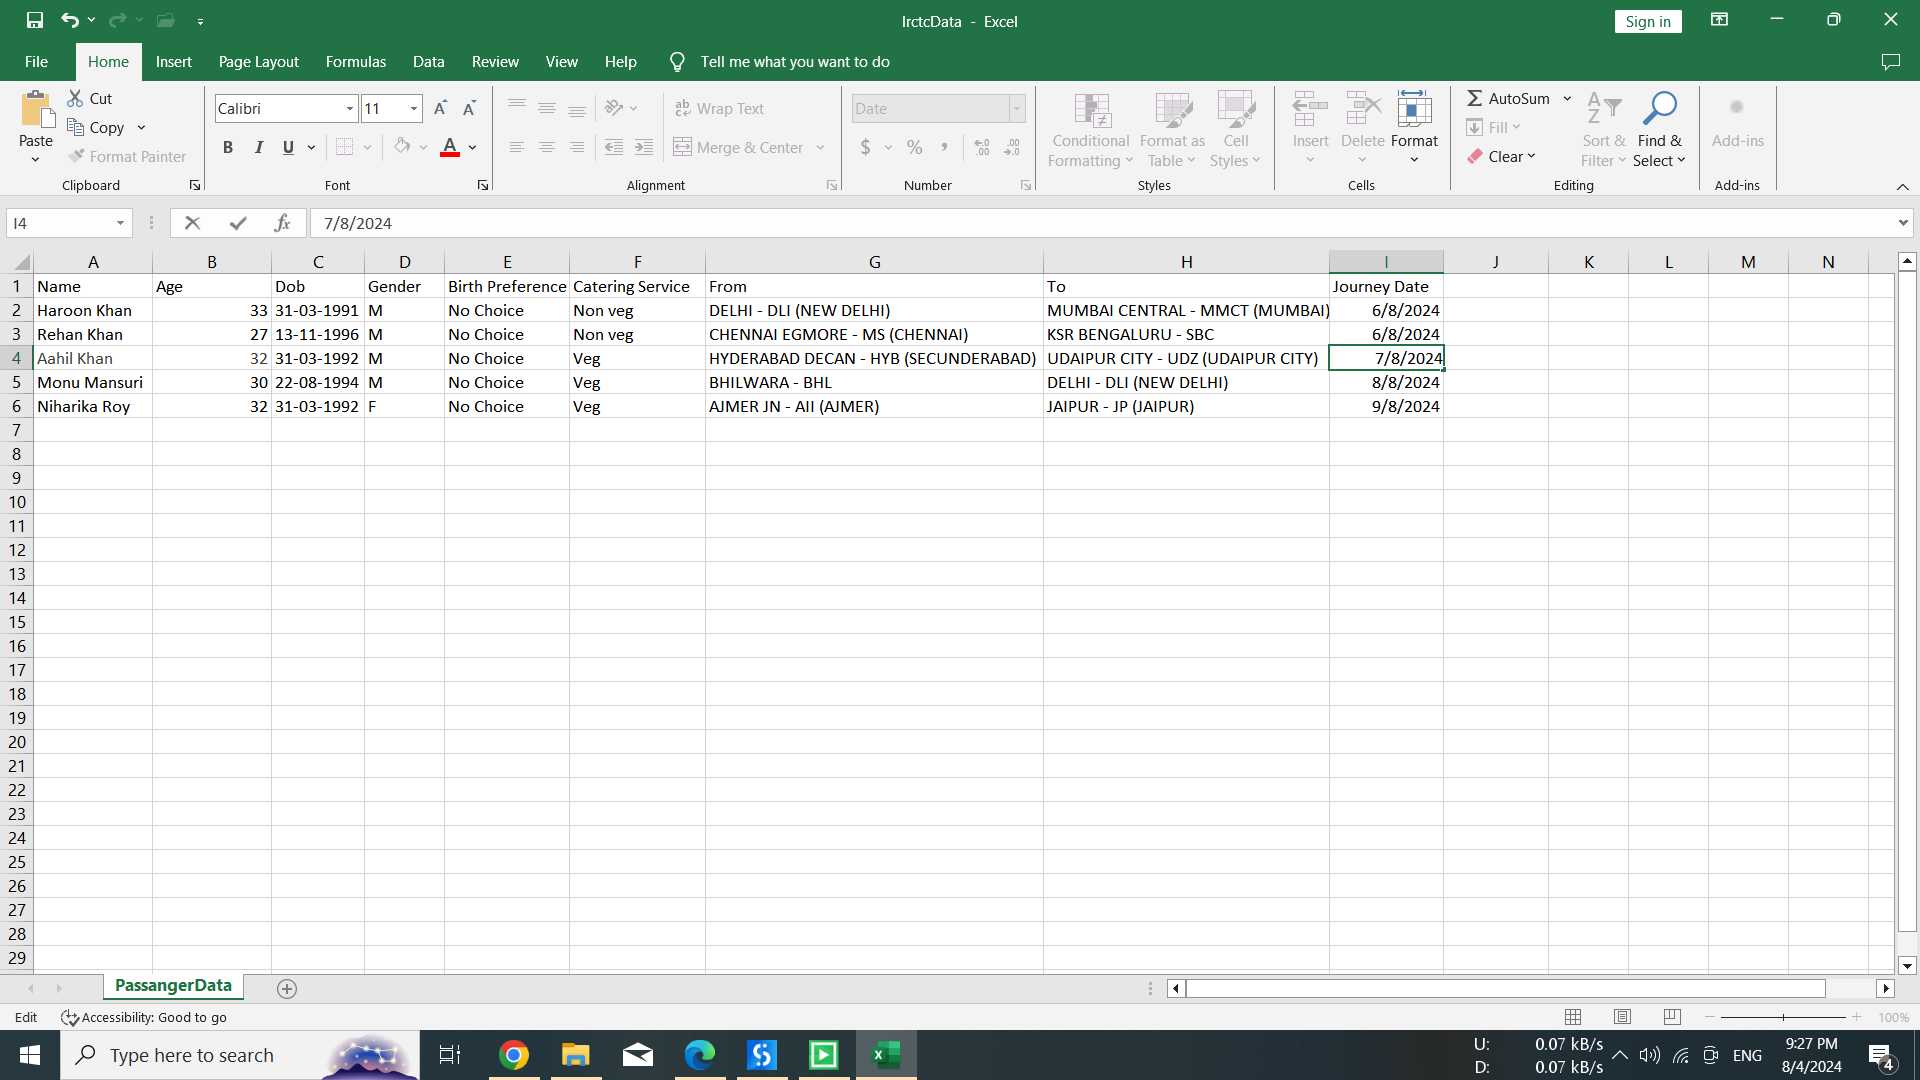 IrctcData - Excel
Sign in
File Home Insert Page Layout Formulas Data Review View Help Tell me what you want to do
Paste
Cut
Copy
Format Painter
Clipboard
Calibri 11 A A
B I U A
Font
ab Wrap Text
Merge & Center
Alignment
Date
$ % ,
Number
Conditional Formatting
Format as Table
Cell Styles
Styles
Insert Delete Format
Cells
AutoSum
Fill
Clear
Sort & Filter
Find & Select
Editing
Add-ins
Add-ins
I4 fx 7/8/2024
A B C D E F G H I J K L M N
1 Name Age Dob Gender Birth Preference Catering Service From To Journey Date
2 Haroon Khan 33 31-03-1991 M No Choice Non veg DELHI - DLI (NEW DELHI) MUMBAI CENTRAL - MMCT (MUMBAI) 6/8/2024
3 Rehan Khan 27 13-11-1996 M No Choice Non veg CHENNAI EGMORE - MS (CHENNAI) KSR BENGALURU - SBC 6/8/2024
4 Aahil Khan 32 31-03-1992 M No Choice Veg HYDERABAD DECAN - HYB (SECUNDERABAD) UDAIPUR CITY - UDZ (UDAIPUR CITY) 7/8/2024
5 Monu Mansuri 30 22-08-1994 M No Choice Veg BHILWARA - BHL DELHI - DLI (NEW DELHI) 8/8/2024
6 Niharika Roy 32 31-03-1992 F No Choice Veg AJMER JN - AII (AJMER) JAIPUR - JP (JAIPUR) 9/8/2024
7
8
9
10
11
12
13
14
15
16
17
18
19
20
21
22
23
24
25
26
27
28
29
PassangerData
Edit Accessibility: Good to go 100%
Type here to search
U: 0.07 kB/s
D: 0.07 kB/s
ENG
9:27 PM
8/4/2024
4